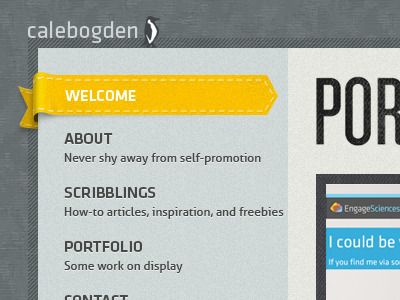 calebogden
WELCOME
ABOUT
Never shy away from self-promotion
SCRIBBLINGS
How-to articles, inspiration, and freebies
PORTFOLIO
Some work on display
CONTACT
POR
EngageSciences
I could be
If you find me via so